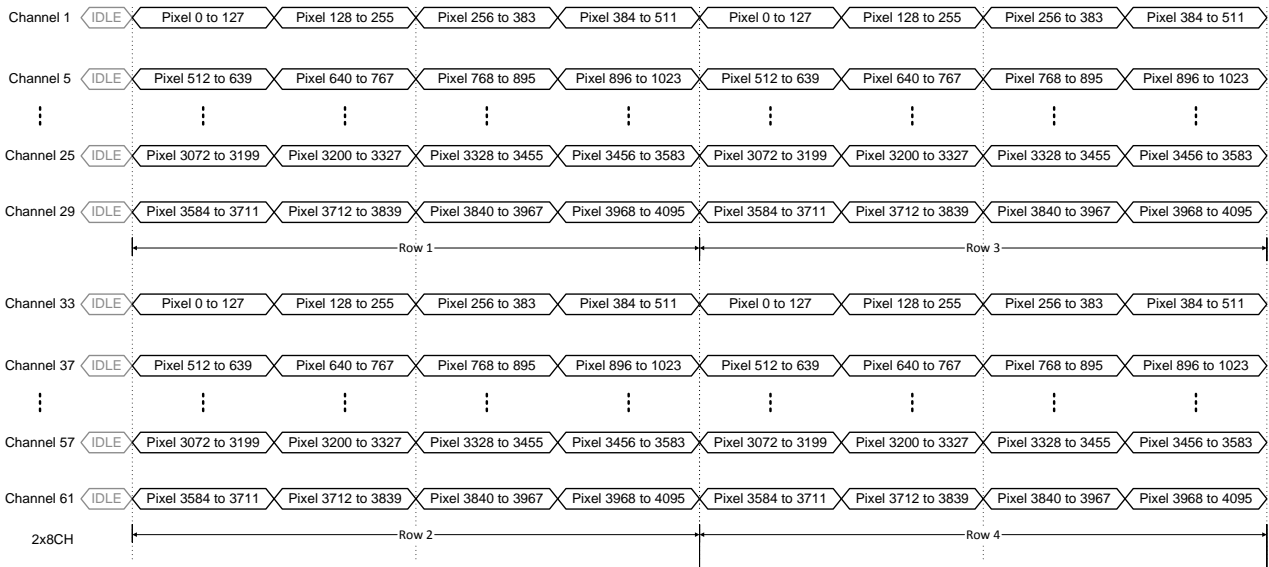 Channel 1 IDLE Pixel 0 to 127 Pixel 128 to 255 Pixel 256 to 383 Pixel 384 to 511 Pixel 0 to 127 Pixel 128 to 255 Pixel 256 to 383 Pixel 384 to 511
Channel 5 IDLE Pixel 512 to 639 Pixel 640 to 767 Pixel 768 to 895 Pixel 896 to 1023 Pixel 512 to 639 Pixel 640 to 767 Pixel 768 to 895 Pixel 896 to 1023
Channel 25 IDLE Pixel 3072 to 3199 Pixel 3200 to 3327 Pixel 3328 to 3455 Pixel 3456 to 3583 Pixel 3072 to 3199 Pixel 3200 to 3327 Pixel 3328 to 3455 Pixel 3456 to 3583
Channel 29 IDLE Pixel 3584 to 3711 Pixel 3712 to 3839 Pixel 3840 to 3967 Pixel 3968 to 4095 Pixel 3584 to 3711 Pixel 3712 to 3839 Pixel 3840 to 3967 Pixel 3968 to 4095
Row 1 Row 3
Channel 33 IDLE Pixel 0 to 127 Pixel 128 to 255 Pixel 256 to 383 Pixel 384 to 511 Pixel 0 to 127 Pixel 128 to 255 Pixel 256 to 383 Pixel 384 to 511
Channel 37 IDLE Pixel 512 to 639 Pixel 640 to 767 Pixel 768 to 895 Pixel 896 to 1023 Pixel 512 to 639 Pixel 640 to 767 Pixel 768 to 895 Pixel 896 to 1023
Channel 57 IDLE Pixel 3072 to 3199 Pixel 3200 to 3327 Pixel 3328 to 3455 Pixel 3456 to 3583 Pixel 3072 to 3199 Pixel 3200 to 3327 Pixel 3328 to 3455 Pixel 3456 to 3583
Channel 61 IDLE Pixel 3584 to 3711 Pixel 3712 to 3839 Pixel 3840 to 3967 Pixel 3968 to 4095 Pixel 3584 to 3711 Pixel 3712 to 3839 Pixel 3840 to 3967 Pixel 3968 to 4095
2x8CH Row 2 Row 4